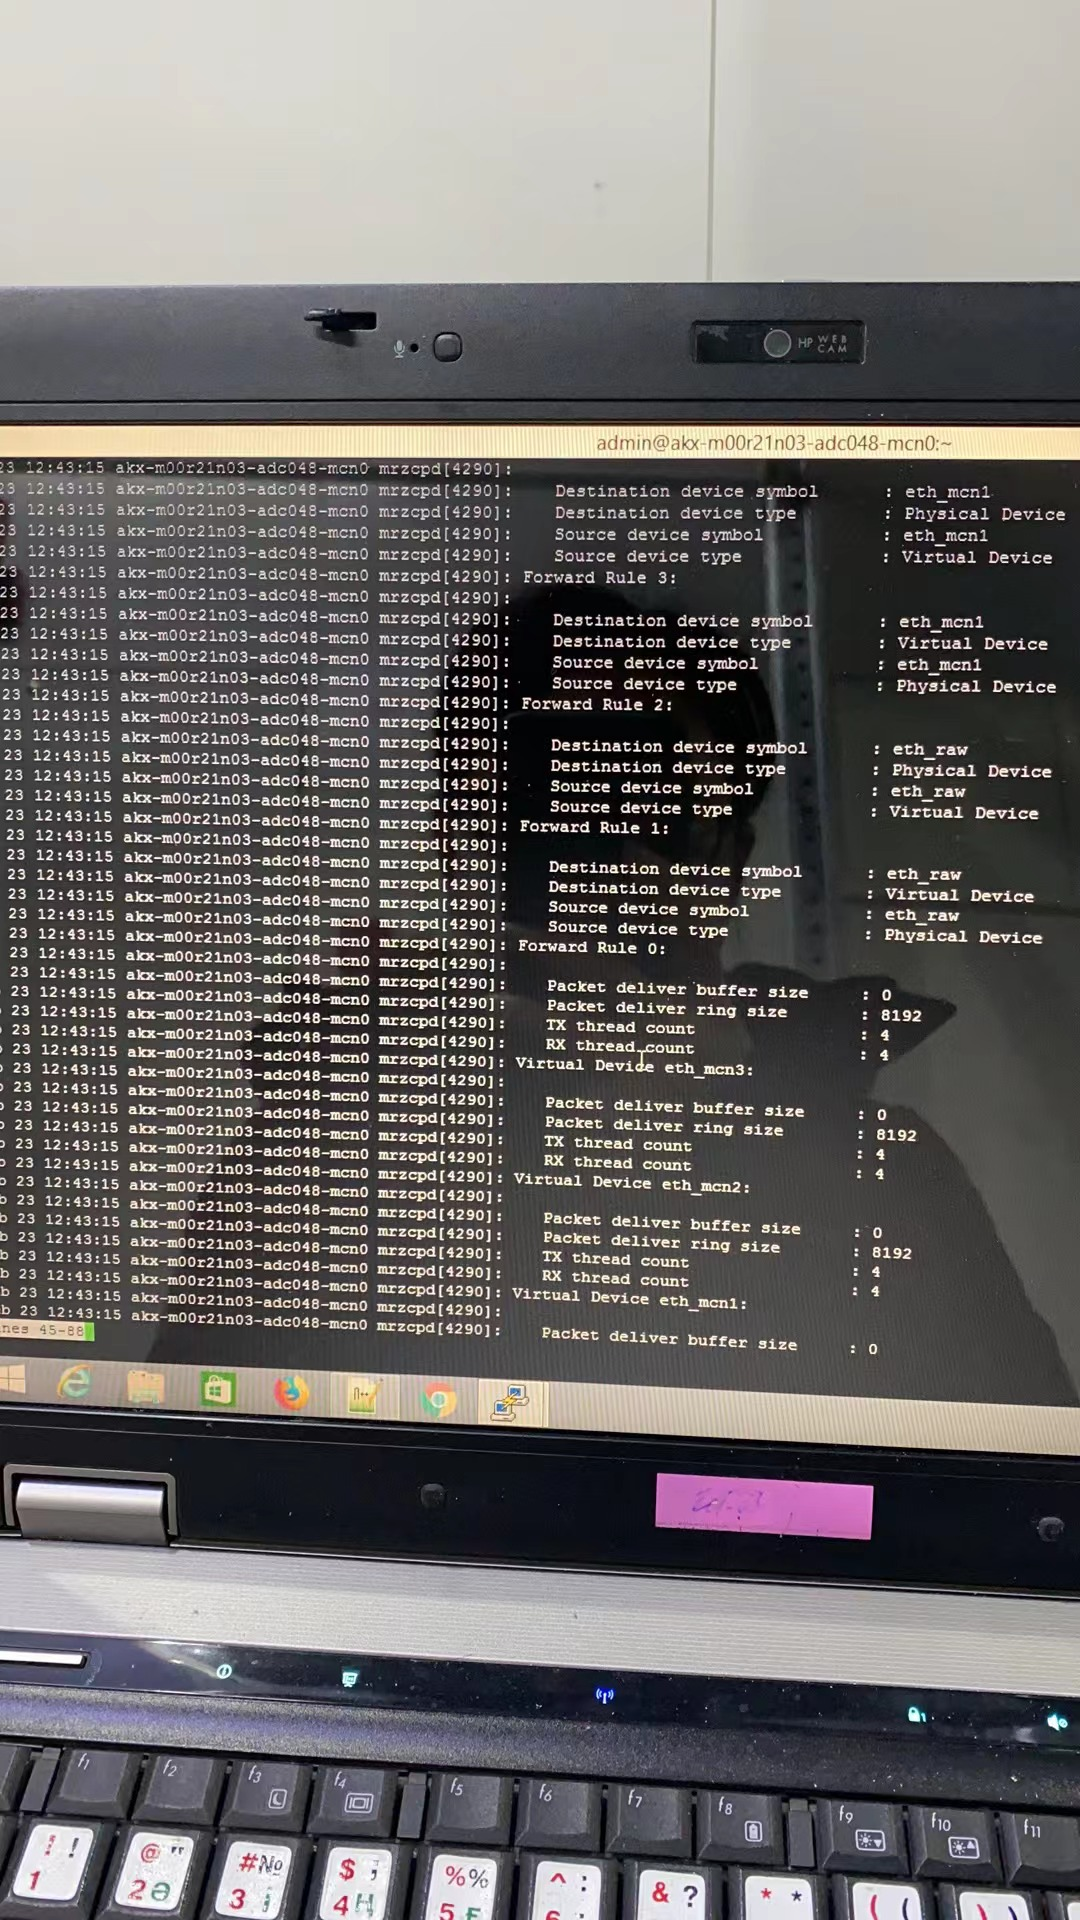 HP WEB CAM
admin@akx-m00r21n03-adc048-mcn0:~
23 12:43:15 akx-m00r21n03-adc048-mcn0 mrzcpd[4290]:
23 12:43:15 akx-m00r21n03-adc048-mcn0 mrzcpd[4290]: Destination device symbol : eth_mcn1
23 12:43:15 akx-m00r21n03-adc048-mcn0 mrzcpd[4290]: Destination device type : Physical Device
23 12:43:15 akx-m00r21n03-adc048-mcn0 mrzcpd[4290]: Source device symbol : eth_mcn1
23 12:43:15 akx-m00r21n03-adc048-mcn0 mrzcpd[4290]: Source device type : Virtual Device
23 12:43:15 akx-m00r21n03-adc048-mcn0 mrzcpd[4290]: Forward Rule 3:
23 12:43:15 akx-m00r21n03-adc048-mcn0 mrzcpd[4290]:
23 12:43:15 akx-m00r21n03-adc048-mcn0 mrzcpd[4290]: Destination device symbol : eth_mcn1
23 12:43:15 akx-m00r21n03-adc048-mcn0 mrzcpd[4290]: Destination device type : Virtual Device
23 12:43:15 akx-m00r21n03-adc048-mcn0 mrzcpd[4290]: Source device symbol : eth_mcn1
23 12:43:15 akx-m00r21n03-adc048-mcn0 mrzcpd[4290]: Source device type : Physical Device
23 12:43:15 akx-m00r21n03-adc048-mcn0 mrzcpd[4290]: Forward Rule 2:
23 12:43:15 akx-m00r21n03-adc048-mcn0 mrzcpd[4290]:
23 12:43:15 akx-m00r21n03-adc048-mcn0 mrzcpd[4290]: Destination device symbol : eth_raw
23 12:43:15 akx-m00r21n03-adc048-mcn0 mrzcpd[4290]: Destination device type : Physical Device
23 12:43:15 akx-m00r21n03-adc048-mcn0 mrzcpd[4290]: Source device symbol : eth_raw
23 12:43:15 akx-m00r21n03-adc048-mcn0 mrzcpd[4290]: Source device type : Virtual Device
23 12:43:15 akx-m00r21n03-adc048-mcn0 mrzcpd[4290]: Forward Rule 1:
23 12:43:15 akx-m00r21n03-adc048-mcn0 mrzcpd[4290]:
23 12:43:15 akx-m00r21n03-adc048-mcn0 mrzcpd[4290]: Destination device symbol : eth_raw
23 12:43:15 akx-m00r21n03-adc048-mcn0 mrzcpd[4290]: Destination device type : Virtual Device
23 12:43:15 akx-m00r21n03-adc048-mcn0 mrzcpd[4290]: Source device symbol : eth_raw
23 12:43:15 akx-m00r21n03-adc048-mcn0 mrzcpd[4290]: Source device type : Physical Device
23 12:43:15 akx-m00r21n03-adc048-mcn0 mrzcpd[4290]: Forward Rule 0:
23 12:43:15 akx-m00r21n03-adc048-mcn0 mrzcpd[4290]:
23 12:43:15 akx-m00r21n03-adc048-mcn0 mrzcpd[4290]: Packet deliver buffer size : 0
23 12:43:15 akx-m00r21n03-adc048-mcn0 mrzcpd[4290]: Packet deliver ring size : 8192
23 12:43:15 akx-m00r21n03-adc048-mcn0 mrzcpd[4290]: TX thread count : 4
23 12:43:15 akx-m00r21n03-adc048-mcn0 mrzcpd[4290]: RX thread count : 4
23 12:43:15 akx-m00r21n03-adc048-mcn0 mrzcpd[4290]: Virtual Device eth_mcn3:
23 12:43:15 akx-m00r21n03-adc048-mcn0 mrzcpd[4290]:
23 12:43:15 akx-m00r21n03-adc048-mcn0 mrzcpd[4290]: Packet deliver buffer size : 0
23 12:43:15 akx-m00r21n03-adc048-mcn0 mrzcpd[4290]: Packet deliver ring size : 8192
23 12:43:15 akx-m00r21n03-adc048-mcn0 mrzcpd[4290]: TX thread count : 4
23 12:43:15 akx-m00r21n03-adc048-mcn0 mrzcpd[4290]: RX thread count : 4
23 12:43:15 akx-m00r21n03-adc048-mcn0 mrzcpd[4290]: Virtual Device eth_mcn2:
b 23 12:43:15 akx-m00r21n03-adc048-mcn0 mrzcpd[4290]:
b 23 12:43:15 akx-m00r21n03-adc048-mcn0 mrzcpd[4290]: Packet deliver buffer size : 0
b 23 12:43:15 akx-m00r21n03-adc048-mcn0 mrzcpd[4290]: Packet deliver ring size : 8192
b 23 12:43:15 akx-m00r21n03-adc048-mcn0 mrzcpd[4290]: TX thread count : 4
b 23 12:43:15 akx-m00r21n03-adc048-mcn0 mrzcpd[4290]: RX thread count : 4
b 23 12:43:15 akx-m00r21n03-adc048-mcn0 mrzcpd[4290]: Virtual Device eth_mcn1:
b 23 12:43:15 akx-m00r21n03-adc048-mcn0 mrzcpd[4290]:
b 23 12:43:15 akx-m00r21n03-adc048-mcn0 mrzcpd[4290]: Packet deliver buffer size : 0
nes 45-88
f1 f2 f3 f4 f5 f6 f7 f8 f9 f10 f11
! ! @ " # № $ ; % % ^ : & ? * * ( ( ) )
1 2 Ә 3 І 4 Ң 5 Ғ 6